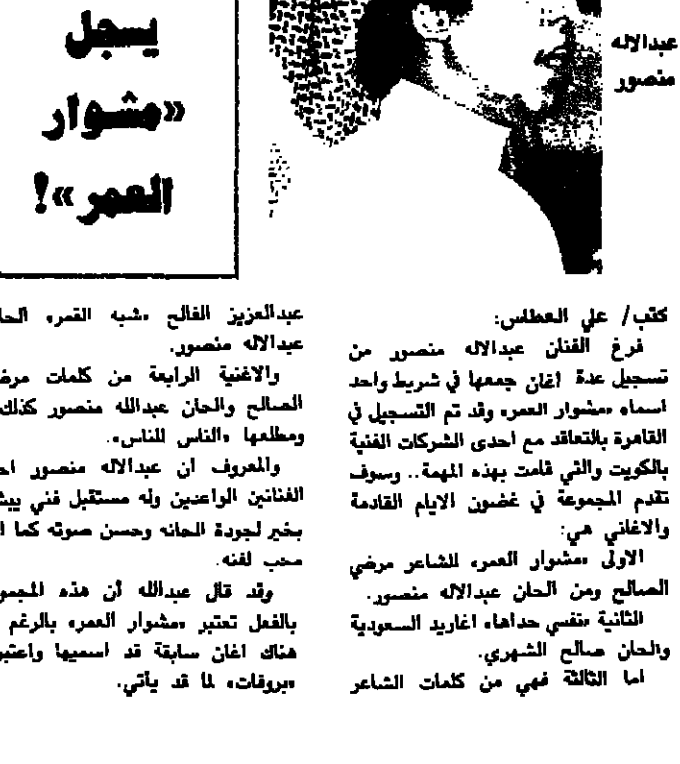 يسجل
«مشوار
العمر»!
عبدالاله
منصور
كتب/ علي العطاس:
فرغ الفنان عبدالاله منصور من
تسجيل عدة اغان جمعها في شريط واحد
اسماه «مشوار العمر» وقد تم التسجيل في
القاهرة بالتعاقد مع احدى الشركات الفنية
بالكويت والتي قامت بهذه المهمة.. وسوف
تقدم المجموعة في غضون الايام القادمة
والاغاني هي:
الاولى «مشوار العمر» للشاعر مرضي
الصالح ومن الحان عبدالاله منصور.
الثانية «نفسي حداها» اغاريد السعودية
والحان صالح الشهري.
اما الثالثة فهي من كلمات الشاعر
عبدالعزيز الفالح «شبه القمر»
عبدالاله منصور.
والاغنية الرابعة من كلمات
الصالح والحان عبدالله منصور كذلك
ومطلعها «الناس للناس».
والمعروف ان عبدالاله منصور
الفنانين الواعدين وله مستقبل فني
بخير لجودة الحانه وحسن صوته كما
محب لفنه.
وقد قال عبدالله أن هذه
بالفعل تعتبر «مشوار العمر» بالرغم
هناك اغان سابقة قد اسميها
«بروفات» لما قد يأتي.